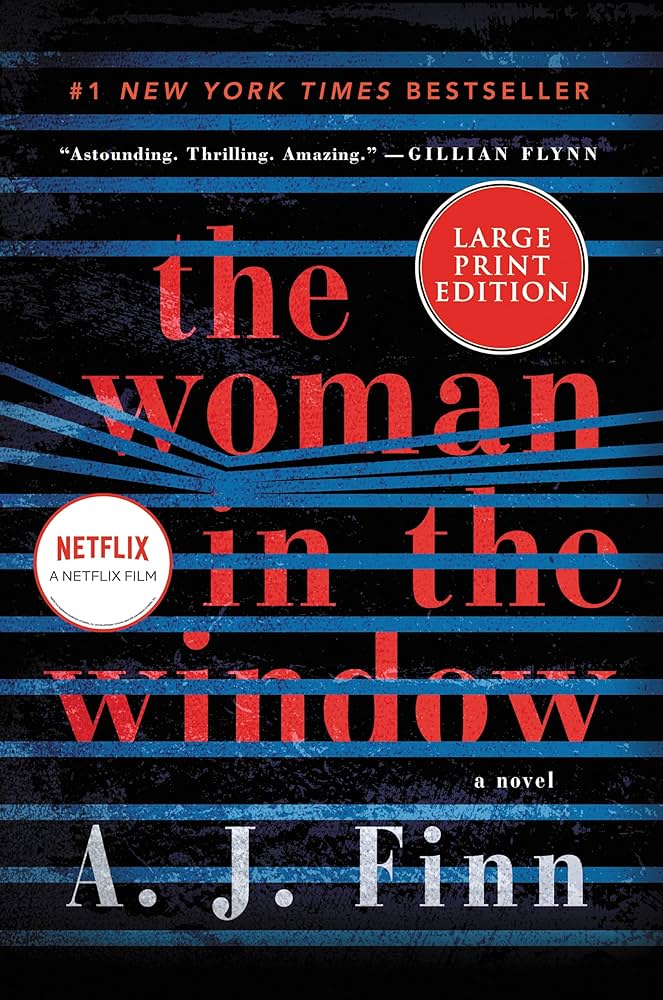 #1 NEW YORK TIMES BESTSELLER
“Astounding. Thrilling. Amazing.” —GILLIAN FLYNN
LARGE
PRINT
EDITION
the
woman
in the
window
NETFLIX
A NETFLIX FILM
a novel
A. J. Finn